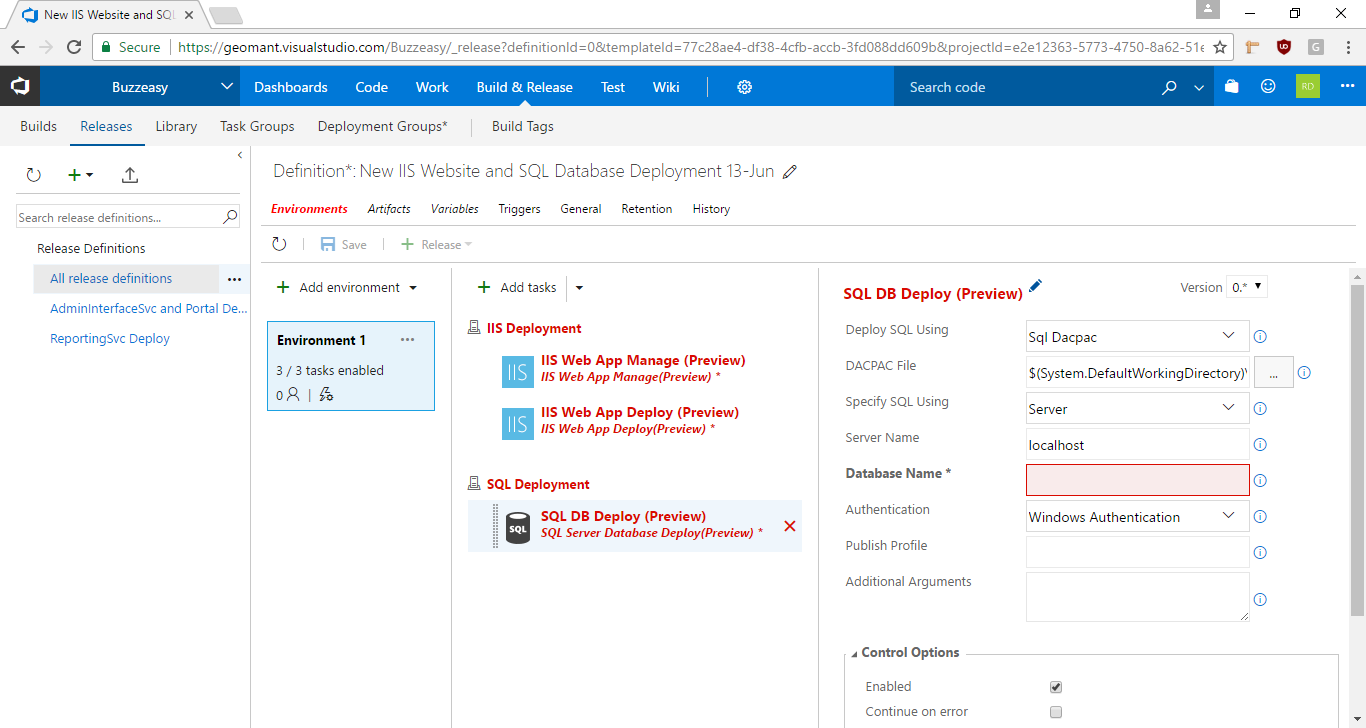 New IIS Website and SQL
Secure
https://geomant.visualstudio.com/Buzzeasy/_release?definitionId=0&templateId=77c28ae4-df38-4cfb-accb-3fd088dd609b&projectId=e2e12363-5773-4750-8a62-51e
G
Buzzeasy
Dashboards
Code
Work
Build & Release
Test
Wiki
Search code
RD
Builds
Releases
Library
Task Groups
Deployment Groups*
Build Tags
Search release definitions...
Release Definitions
All release definitions
AdminInterfaceSvc and Portal De...
ReportingSvc Deploy
Definition*: New IIS Website and SQL Database Deployment 13-Jun
Environments
Artifacts
Variables
Triggers
General
Retention
History
Save
Release
Add environment
Environment 1
3 / 3 tasks enabled
0
Add tasks
IIS Deployment
IIS
IIS Web App Manage (Preview)
IIS Web App Manage(Preview) *
IIS
IIS Web App Deploy (Preview)
IIS Web App Deploy(Preview) *
SQL Deployment
SQL
SQL DB Deploy (Preview)
SQL Server Database Deploy(Preview) *
SQL DB Deploy (Preview)
Version 0.*
Deploy SQL Using
Sql Dacpac
DACPAC File
$(System.DefaultWorkingDirectory)\
...
Specify SQL Using
Server
Server Name
localhost
Database Name *
Authentication
Windows Authentication
Publish Profile
Additional Arguments
Control Options
Enabled
Continue on error